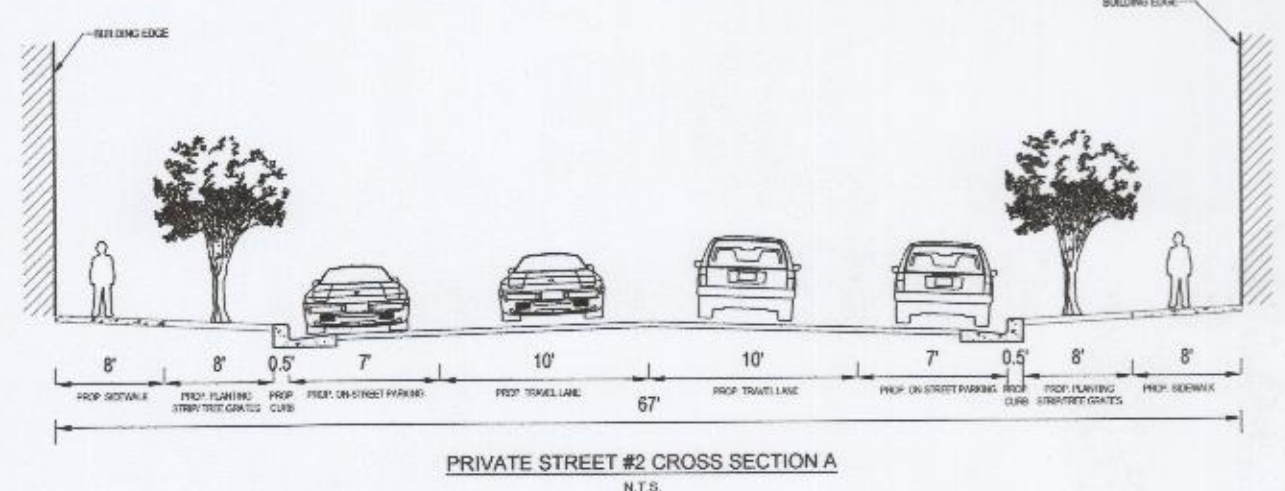 BUILDING EDGE
BUILDING EDGE
8' 8' 0.5' 7' 10' 10' 7' 0.5' 8' 8'
PROP. SIDEWALK
PROP. PLANTING
STRIP/TREE GRATES
PROP.
CURB
PROP. ON-STREET PARKING
PROP. TRAVEL LANE
PROP. TRAVEL LANE
PROP. ON-STREET PARKING
PROP.
CURB
PROP. PLANTING
STRIP/TREE GRATES
PROP. SIDEWALK
67'
PRIVATE STREET #2 CROSS SECTION A
N.T.S.